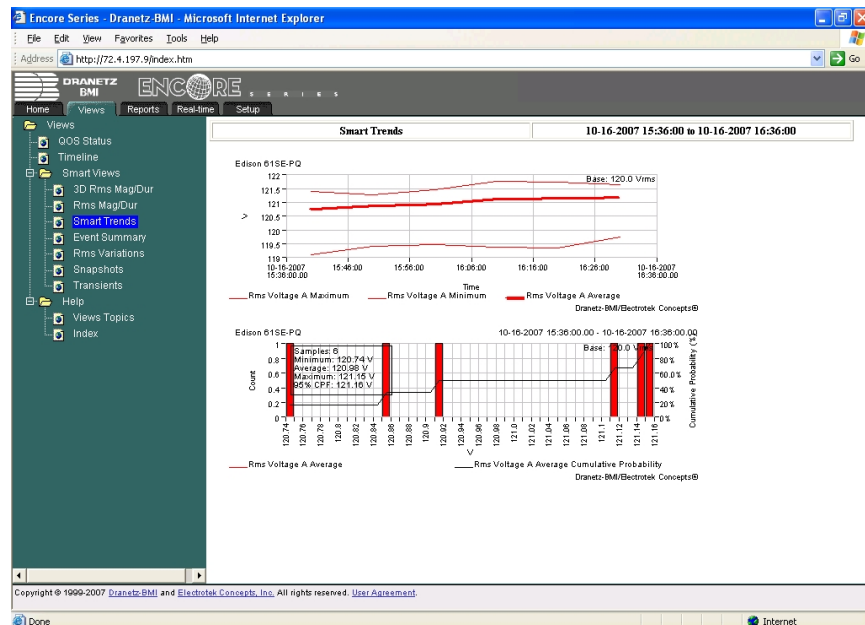 Encore Series - Dranetz-BMI - Microsoft Internet Explorer
File Edit View Favorites Tools Help
Address http://72.4.197.9/index.htm Go
DRANETZ BMI ENCORE SERIES
Home Views Reports Real-time Setup
Views
QOS Status
Timeline
SmartViews
3D Rms Mag/Dur
Rms Mag/Dur
Smart Trends
Event Summary
Rms Variations
Snapshots
Transients
Help
Views Topics
Index
Smart Trends 10-16-2007 15:36:00 to 10-16-2007 16:36:00
Edison 61SE-PQ
Base: 120.0 Vrms
122
121.5
121
120.5
120
119.5
119
V
10-16-2007 15:36:00.00 15:46:00 15:56:00 16:06:00 16:16:00 16:26:00 10-16-2007 16:36:00.00
Time
Rms Voltage A Maximum Rms Voltage A Minimum Rms Voltage A Average
Dranetz-BMI/Electrotek Concepts®
Edison 61SE-PQ 10-16-2007 15:36:00.00 - 10-16-2007 16:36:00.00
Samples: 6
Minimum: 120.74 V
Average: 120.98 V
Maximum: 121.15 V
95% CPF: 121.16 V
Base: 120.0 Vrms
Count
1
0.8
0.6
0.4
0.2
0
100%
80%
60.0%
40%
20%
0%
Cumulative Probability (%)
120.74 120.76 120.78 120.8 120.82 120.84 120.86 120.88 120.9 120.92 120.94 120.96 120.98 121.0 121.02 121.04 121.06 121.08 121.1 121.12 121.14 121.16
V
Rms Voltage A Average Rms Voltage A Average Cumulative Probability
Dranetz-BMI/Electrotek Concepts®
Copyright © 1999-2007 Dranetz-BMI and Electrotek Concepts, Inc. All rights reserved. User Agreement.
Done Internet